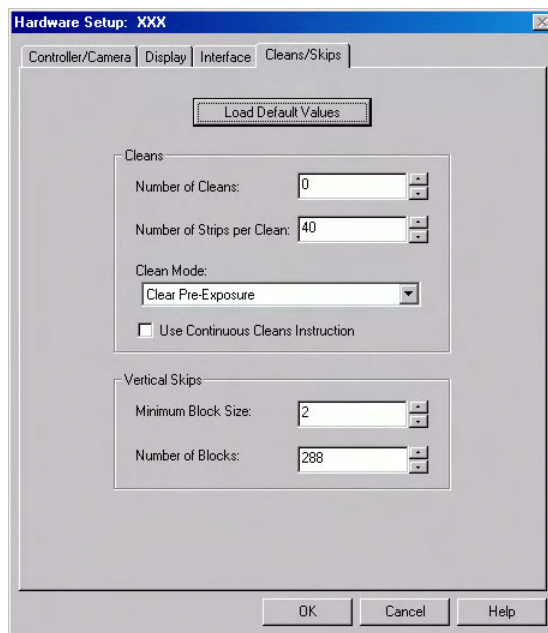 Hardware Setup: XXX
Controller/Camera Display Interface Cleans/Skips
Load Default Values
Cleans
Number of Cleans: 0
Number of Strips per Clean: 40
Clean Mode:
Clear Pre-Exposure
Use Continuous Cleans Instruction
Vertical Skips
Minimum Block Size: 2
Number of Blocks: 288
OK Cancel Help